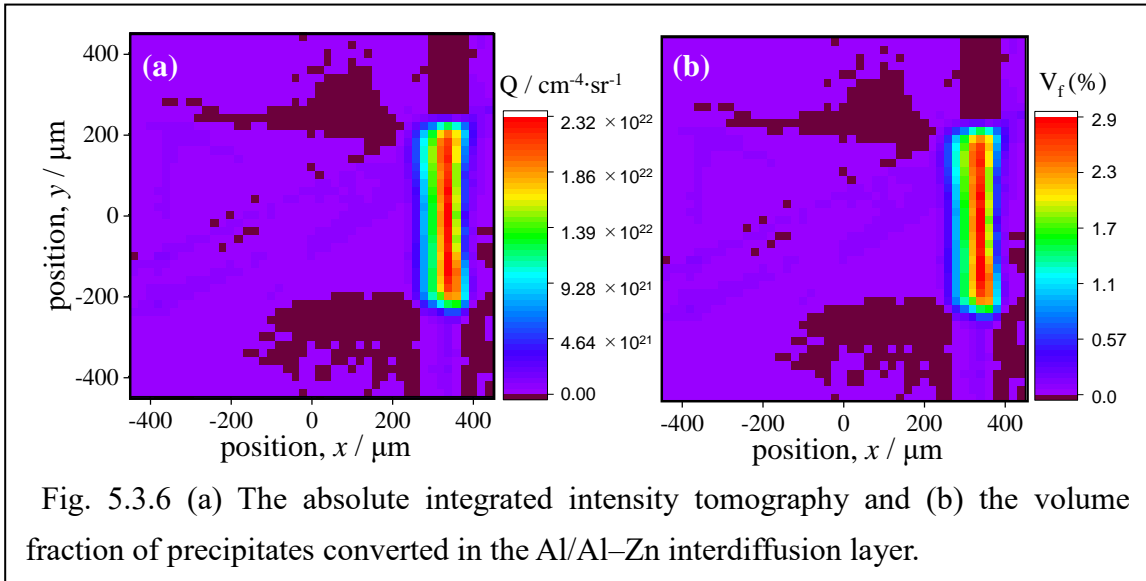 (a)
400
200
0
-200
-400
position, y / μm
-400 -200 0 200 400
position, x / μm
Q / cm-4·sr-1
2.32 × 10²²
1.86 × 10²²
1.39 × 10²²
9.28 × 10²¹
4.64 × 10²¹
0.00
(b)
-400 -200 0 200 400
position, x / μm
Vf (%)
2.9
2.3
1.7
1.1
0.57
0.0
Fig. 5.3.6 (a) The absolute integrated intensity tomography and (b) the volume
fraction of precipitates converted in the Al/Al–Zn interdiffusion layer.